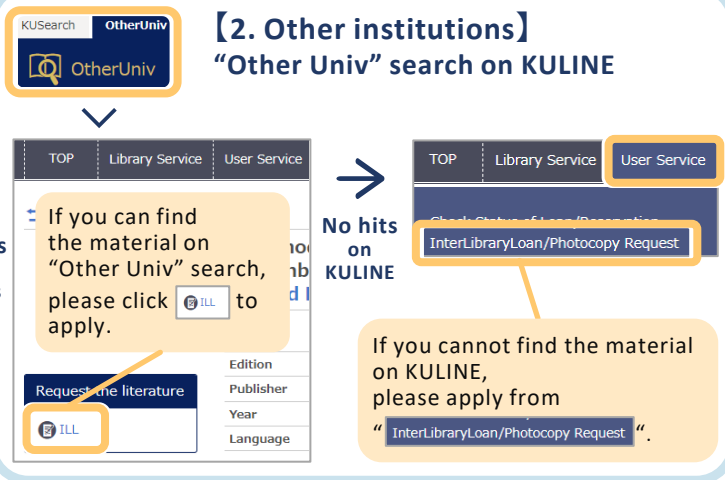 KUSearch
OtherUniv
OtherUniv
【2. Other institutions】
“Other Univ” search on KULINE
TOP
Library Service
User Service
If you can find
the material on
“Other Univ” search,
please click ILL to
apply.
Edition
Publisher
Year
Language
Request the literature
ILL
No hits
on
KULINE
TOP
Library Service
User Service
InterLibraryLoan/Photocopy Request
If you cannot find the material
on KULINE,
please apply from
“ InterLibraryLoan/Photocopy Request “.